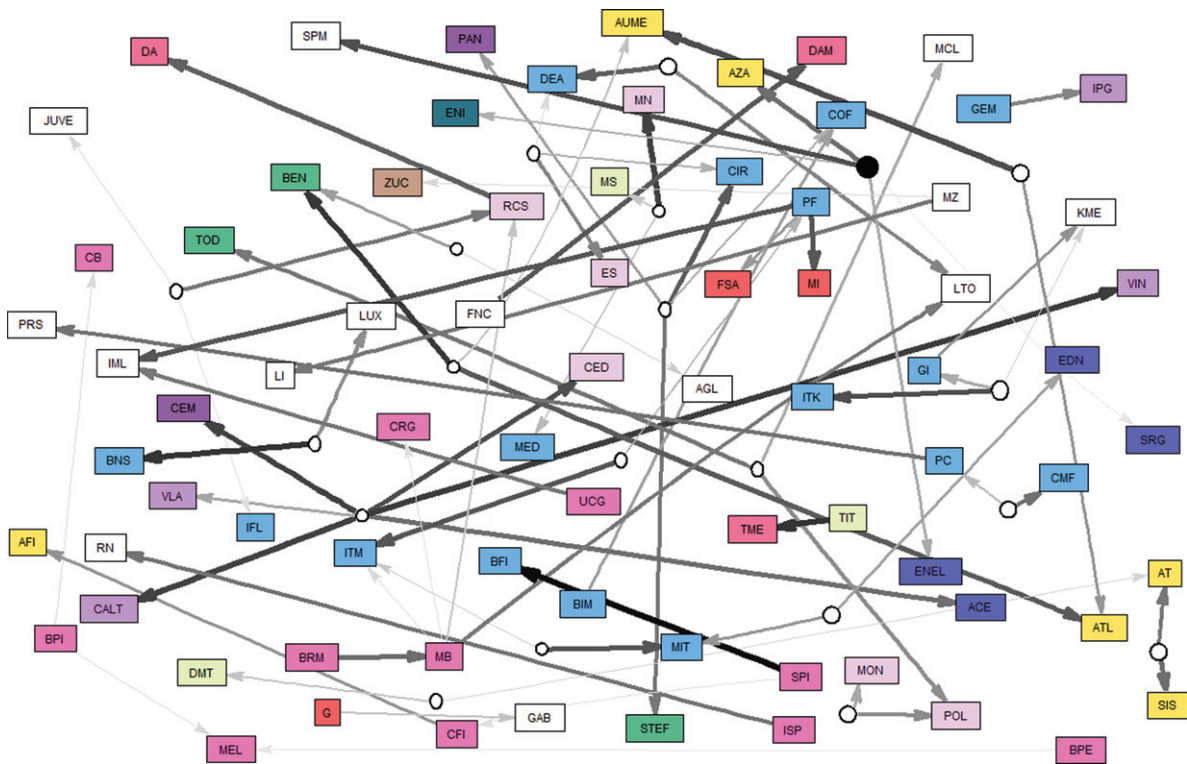 AUME
SPM
PAN
DA
DAM
MCL
DEA
AZA
MN
IPG
GEM
ENI
COF
JUVE
CIR
BEN
ZUC
MS
MZ
PF
RCS
KME
TOD
CB
ES
FSA
MI
LTO
VIN
LUX
FNC
PRS
IML
EDN
LI
CED
GI
AGL
ITK
CEM
CRG
SRG
BNS
MED
PC
CMF
VLA
UCG
IFL
TIT
TME
AFI
RN
ITM
BFI
ENEL
AT
CALT
BIM
ACE
ATL
BPI
MIT
BRM
MB
DMT
MON
SPI
SIS
G
GAB
POL
STEF
CFI
ISP
MEL
BPE